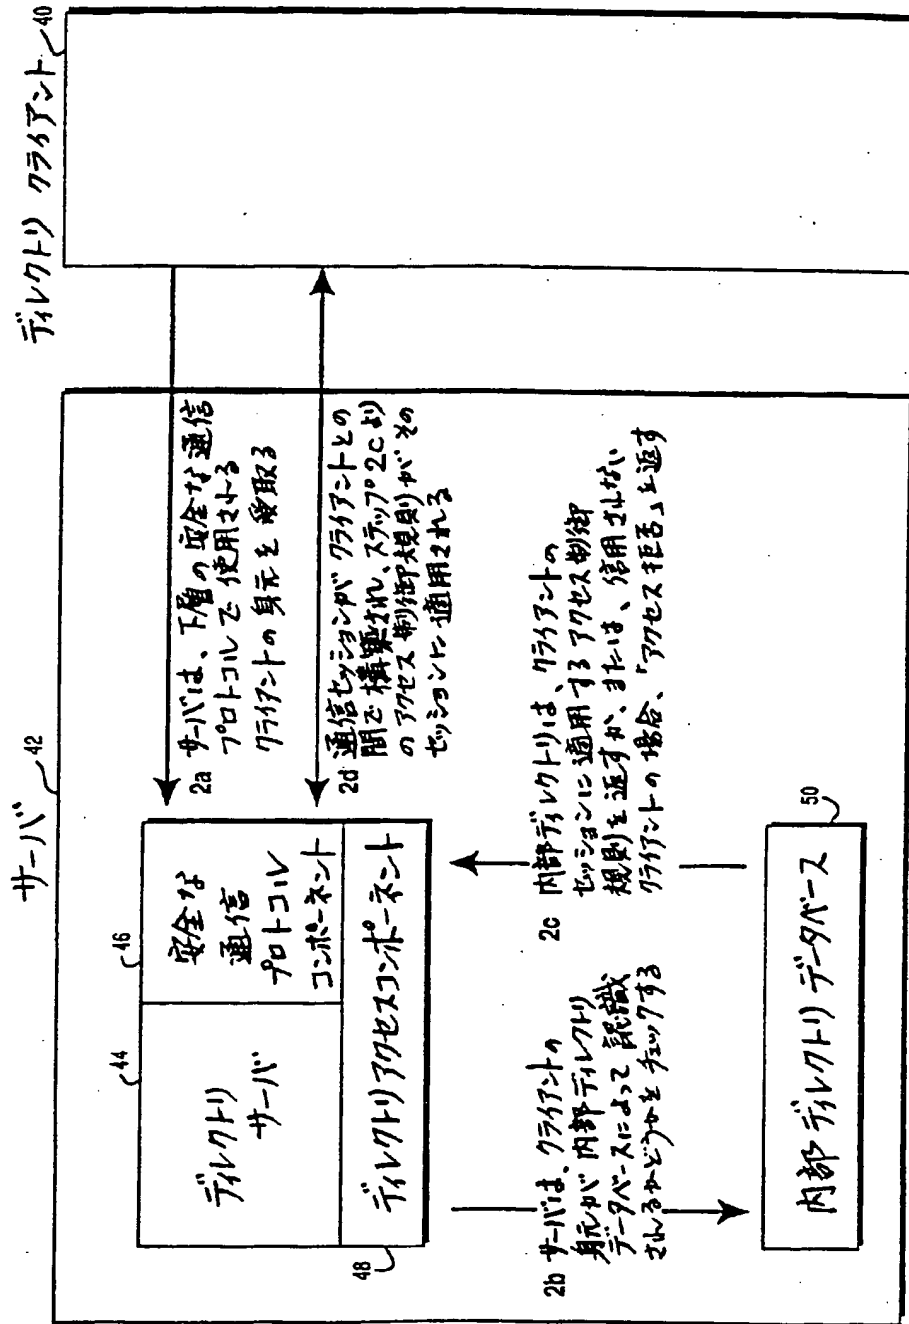 サーバ
42
ディレクトリ クライアント
40
44
46
ディレクトリ
サーバ
安全な
通信
プロトコル
コンポーネント
48
ディレクトリアクセスコンポーネント
2a サーバは、下層の安全な通信
プロトコルで使用される
クライアントの身元を受取る
2d 通信セッションがクライアントとの
間で構築され、ステップ2cより
のアクセス制御規則がその
セッションに適用される
2b サーバは、クライアントの
身元が内部ディレクトリ
データベースによって認識
されるかどうかをチェックする
2c 内部ディレクトリは、クライアントの
セッションに適用するアクセス制御
規則を返すか、または、信用されない
クライアントの場合、「アクセス拒否」を返す
50
内部ディレクトリデータベース